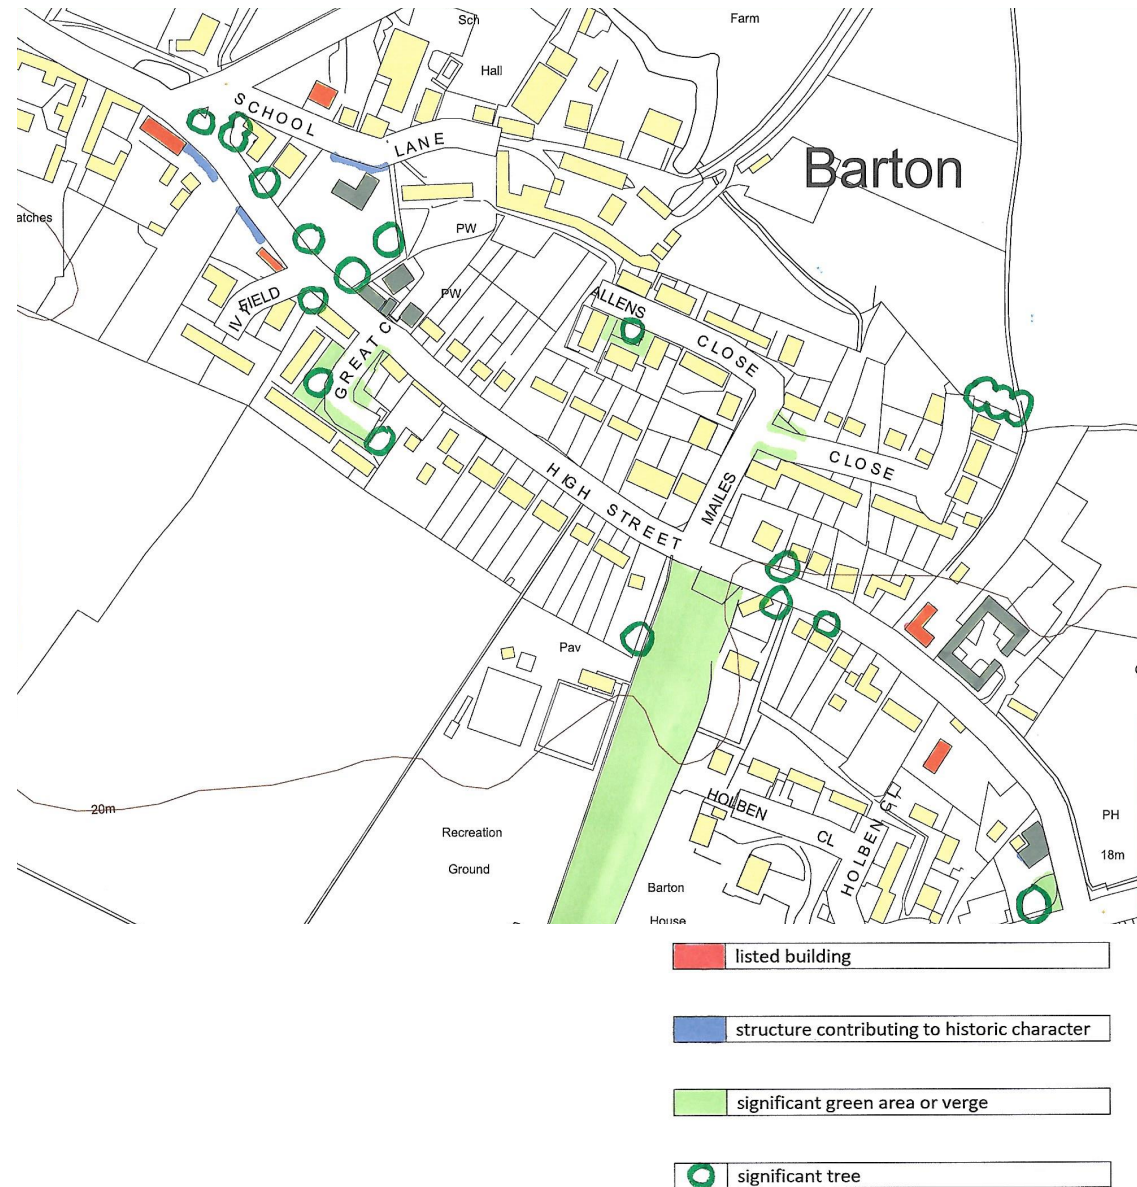 Sch
Farm
Hall
SCHOOL
LANE
Barton
atches
PW
PW
IVY FIELD
ALLENS
CLOSE
GREAT C
CLOSE
MAILES
HIGH STREET
Pav
20m
HOLBEN
CL
HOLBEN CL
PH
18m
Recreation
Ground
Barton
House
listed building
structure contributing to historic character
significant green area or verge
significant tree